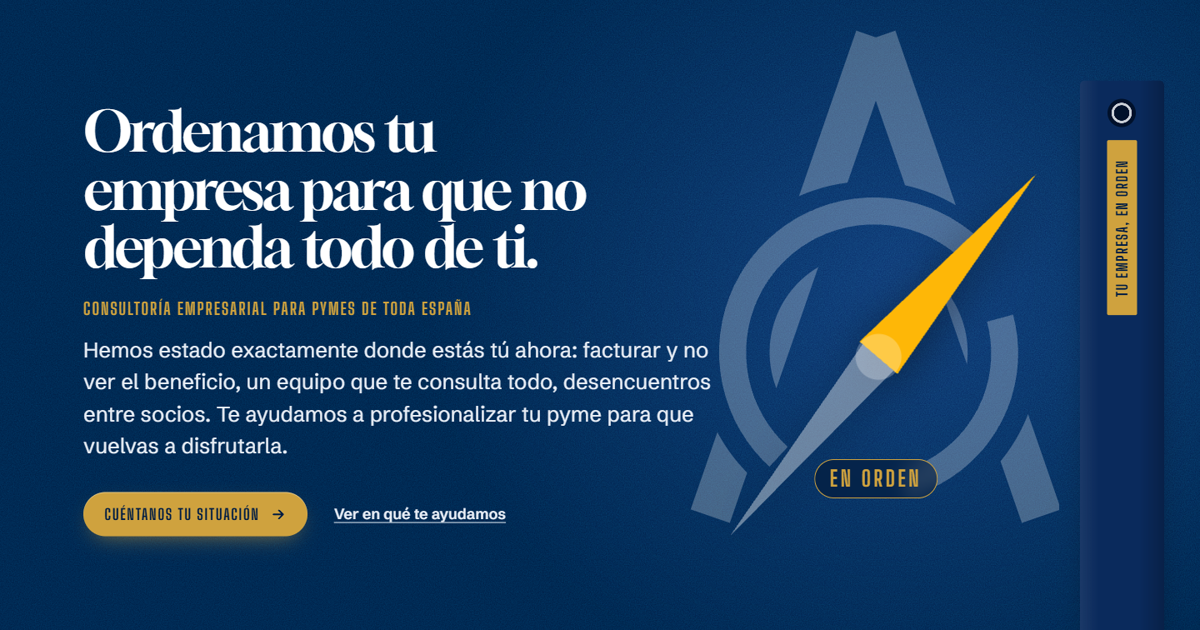 Ordenamos tu
empresa para que no
dependa todo de ti.
CONSULTORÍA EMPRESARIAL PARA PYMES DE TODA ESPAÑA
Hemos estado exactamente donde estás tú ahora: facturar y no
ver el beneficio, un equipo que te consulta todo, desencuentros
entre socios. Te ayudamos a profesionalizar tu pyme para que
vuelvas a disfrutarla.
CUÉNTANOS TU SITUACIÓN →
Ver en qué te ayudamos
EN ORDEN
TU EMPRESA, EN ORDEN